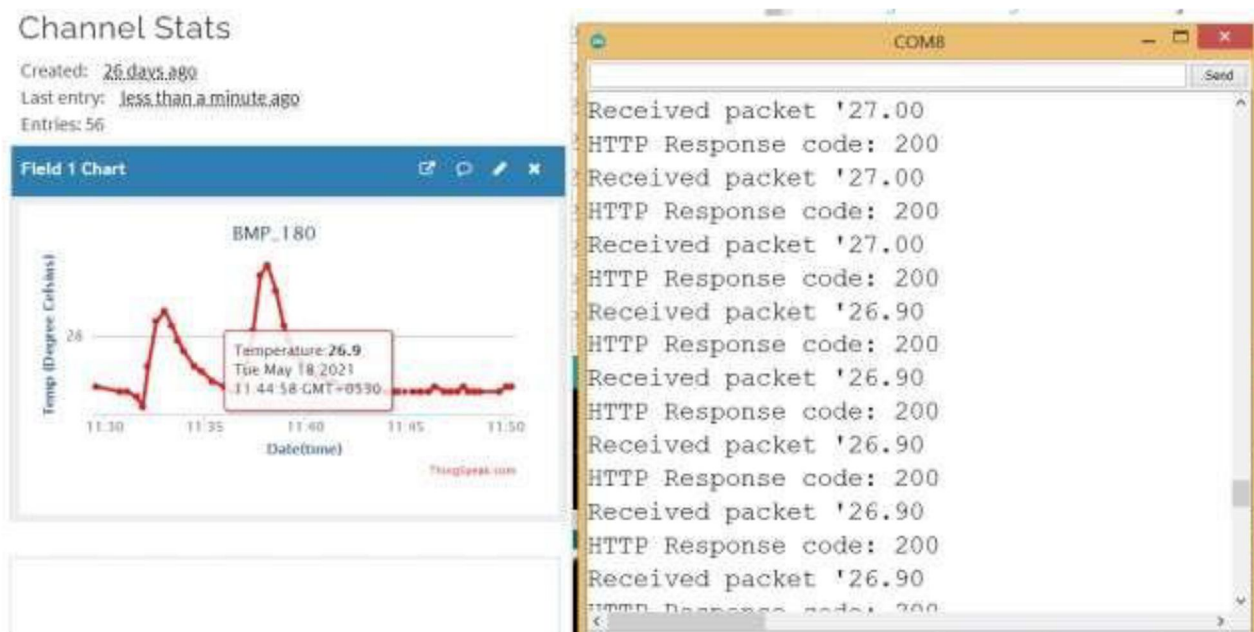 Channel Stats
Created: 26 days ago
Last entry: less than a minute ago
Entries: 56
Field 1 Chart
BMP_180
Temp (Degree Celsius)
28
Temperature:26.9
Tue May 18 2021
11:44:58 GMT+0530
11:30 11:35 11:40 11:45 11:50
Date(time)
ThingSpeak.com
COM8
Send
Received packet '27.00
HTTP Response code: 200
Received packet '27.00
HTTP Response code: 200
Received packet '27.00
HTTP Response code: 200
Received packet '26.90
HTTP Response code: 200
Received packet '26.90
HTTP Response code: 200
Received packet '26.90
HTTP Response code: 200
Received packet '26.90
HTTP Response code: 200
Received packet '26.90
HTTP Response code: 200